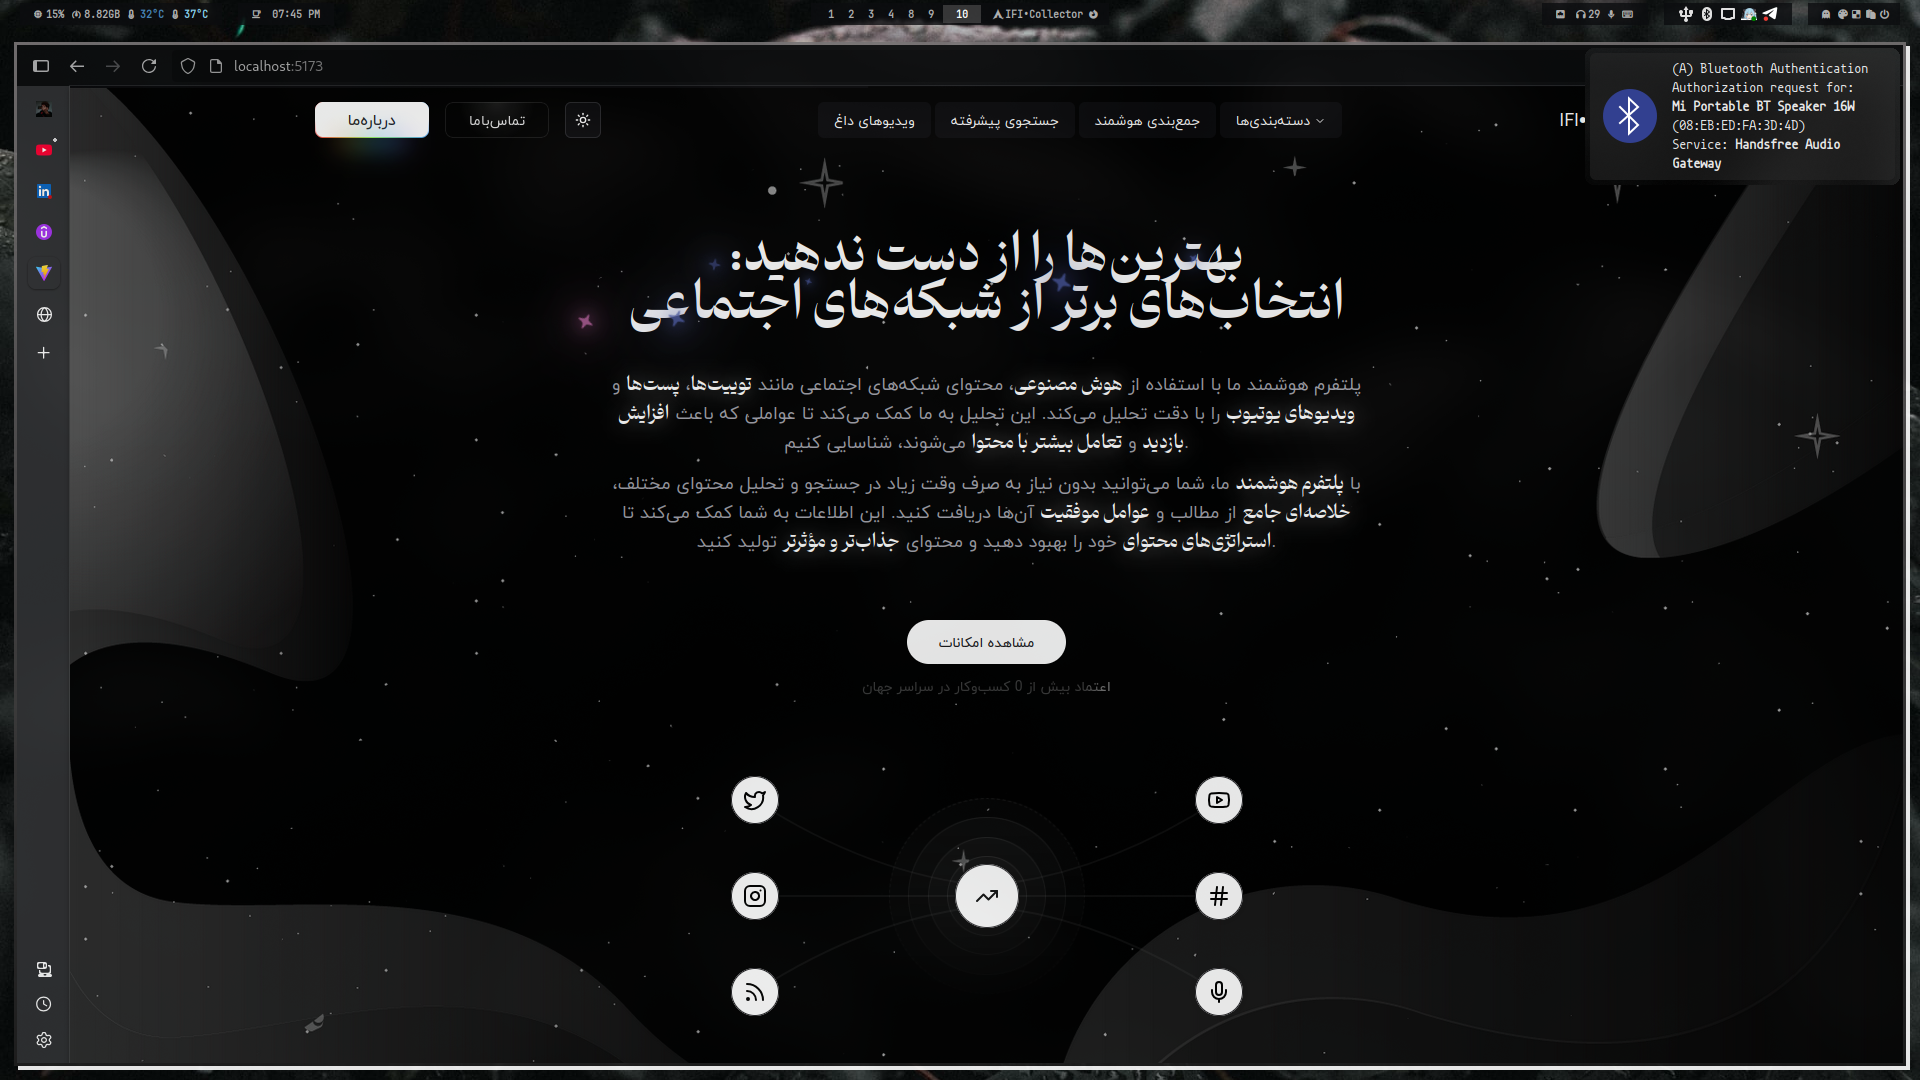 15% 8.82GB 32°C 37°C 07:45 PM
1 2 3 4 8 9 10 IFI•Collector
29
localhost:5173
(A) Bluetooth Authentication
Authorization request for:
Mi Portable BT Speaker 16W
(08:EB:ED:FA:3D:4D)
Service: Handsfree Audio
Gateway
IFI•
دسته‌بندی‌ها جمع‌بندی هوشمند جستجوی پیشرفته ویدیوهای داغ
تماس‌باما درباره‌ما
بهترین‌ها را از دست ندهید:
انتخاب‌های برتر از شبکه‌های اجتماعی
پلتفرم هوشمند ما با استفاده از هوش مصنوعی، محتوای شبکه‌های اجتماعی مانند توییت‌ها، پست‌ها و
ویدیوهای یوتیوب را با دقت تحلیل می‌کند. این تحلیل به ما کمک می‌کند تا عواملی که باعث افزایش
بازدید و تعامل بیشتر با محتوا می‌شوند، شناسایی کنیم.
با پلتفرم هوشمند ما، شما می‌توانید بدون نیاز به صرف وقت زیاد در جستجو و تحلیل محتوای مختلف،
خلاصه‌ای جامع از مطالب و عوامل موفقیت آن‌ها دریافت کنید. این اطلاعات به شما کمک می‌کند تا
استراتژی‌های محتوای خود را بهبود دهید و محتوای جذاب‌تر و مؤثرتر تولید کنید.
مشاهده امکانات
اعتماد بیش از 0 کسب‌وکار در سراسر جهان